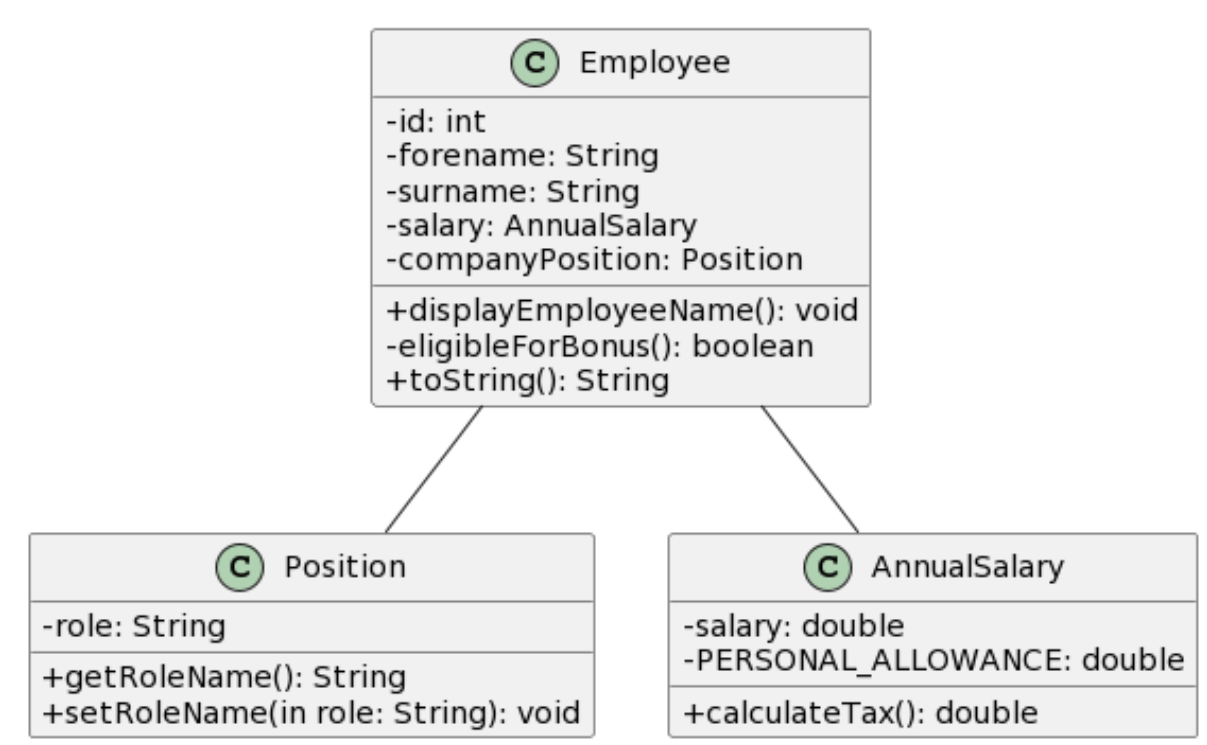 C Employee
-id: int
-forename: String
-surname: String
-salary: AnnualSalary
-companyPosition: Position
+displayEmployeeName(): void
-eligibleForBonus(): boolean
+toString(): String
C Position
-role: String
+getRoleName(): String
+setRoleName(in role: String): void
C AnnualSalary
-salary: double
-PERSONAL_ALLOWANCE: double
+calculateTax(): double